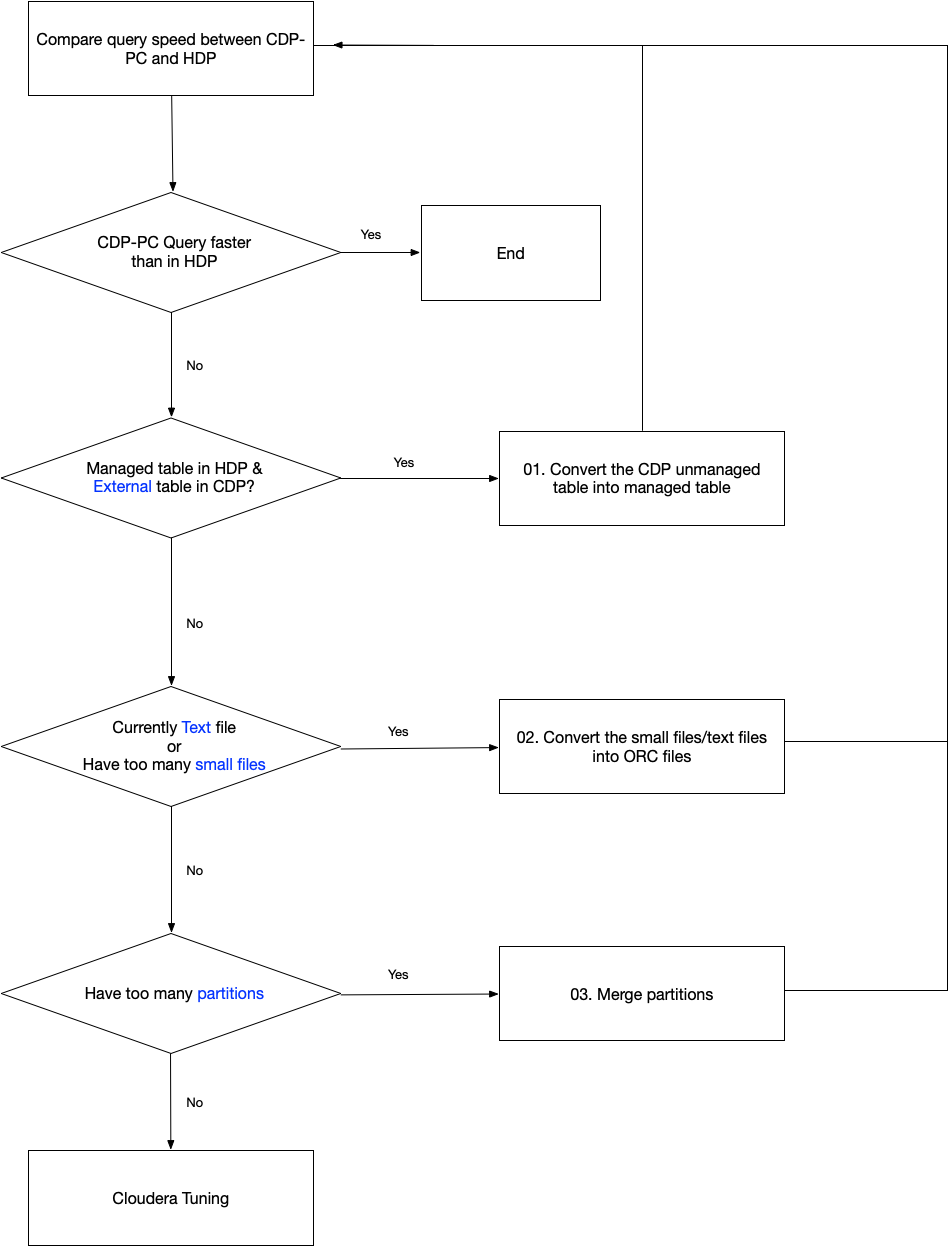 Compare query speed between CDP-
PC and HDP
CDP-PC Query faster
than in HDP
Yes
End
No
Managed table in HDP &
External table in CDP?
Yes
01. Convert the CDP unmanaged
table into managed table
No
Currently Text file
or
Have too many small files
Yes
02. Convert the small files/text files
into ORC files
No
Have too many partitions
Yes
03. Merge partitions
No
Cloudera Tuning